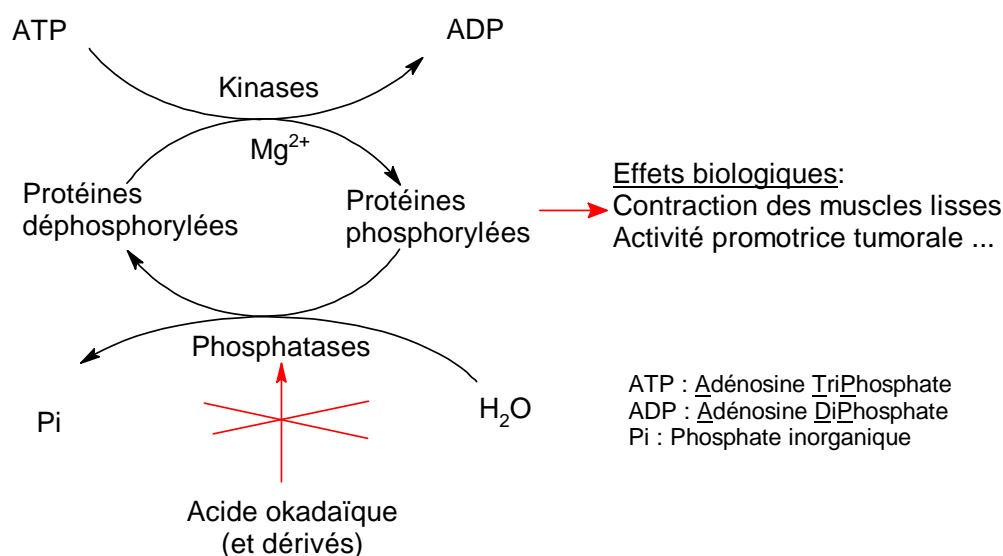 ATP
ADP
Kinases
Mg2+
Protéines
déphosphorylées
Protéines
phosphorylées
Effets biologiques:
Contraction des muscles lisses
Activité promotrice tumorale ...
Phosphatases
Pi
H2O
ATP : Adénosine TriPhosphate
ADP : Adénosine DiPhosphate
Pi : Phosphate inorganique
Acide okadaïque
(et dérivés)